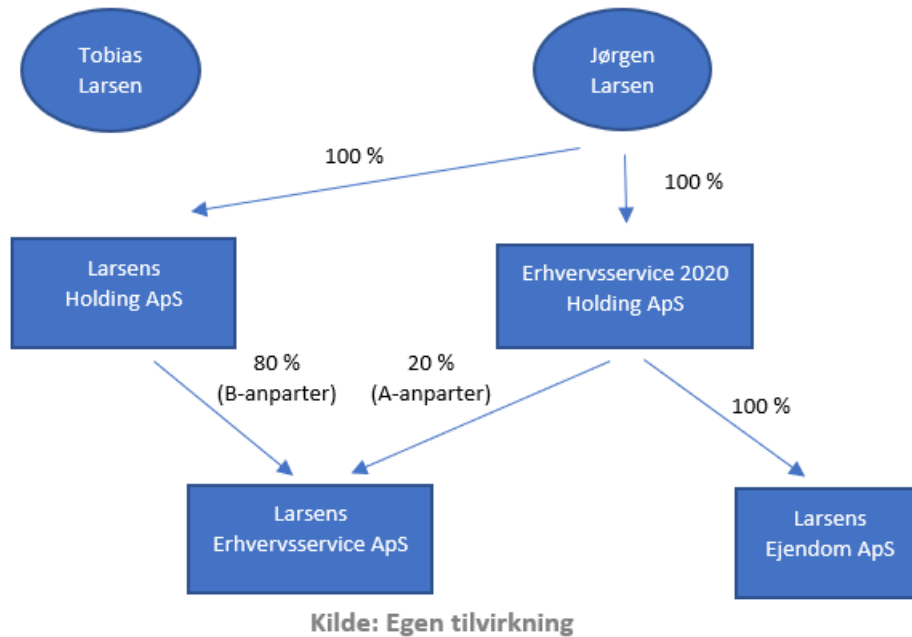 Tobias
Larsen
Jørgen
Larsen
100 %
100 %
Larsens
Holding ApS
Erhvervsservice 2020
Holding ApS
80 %
(B-anparter)
20 %
(A-anparter)
100 %
Larsens
Erhvervsservice ApS
Larsens
Ejendom ApS
Kilde: Egen tilvirkning